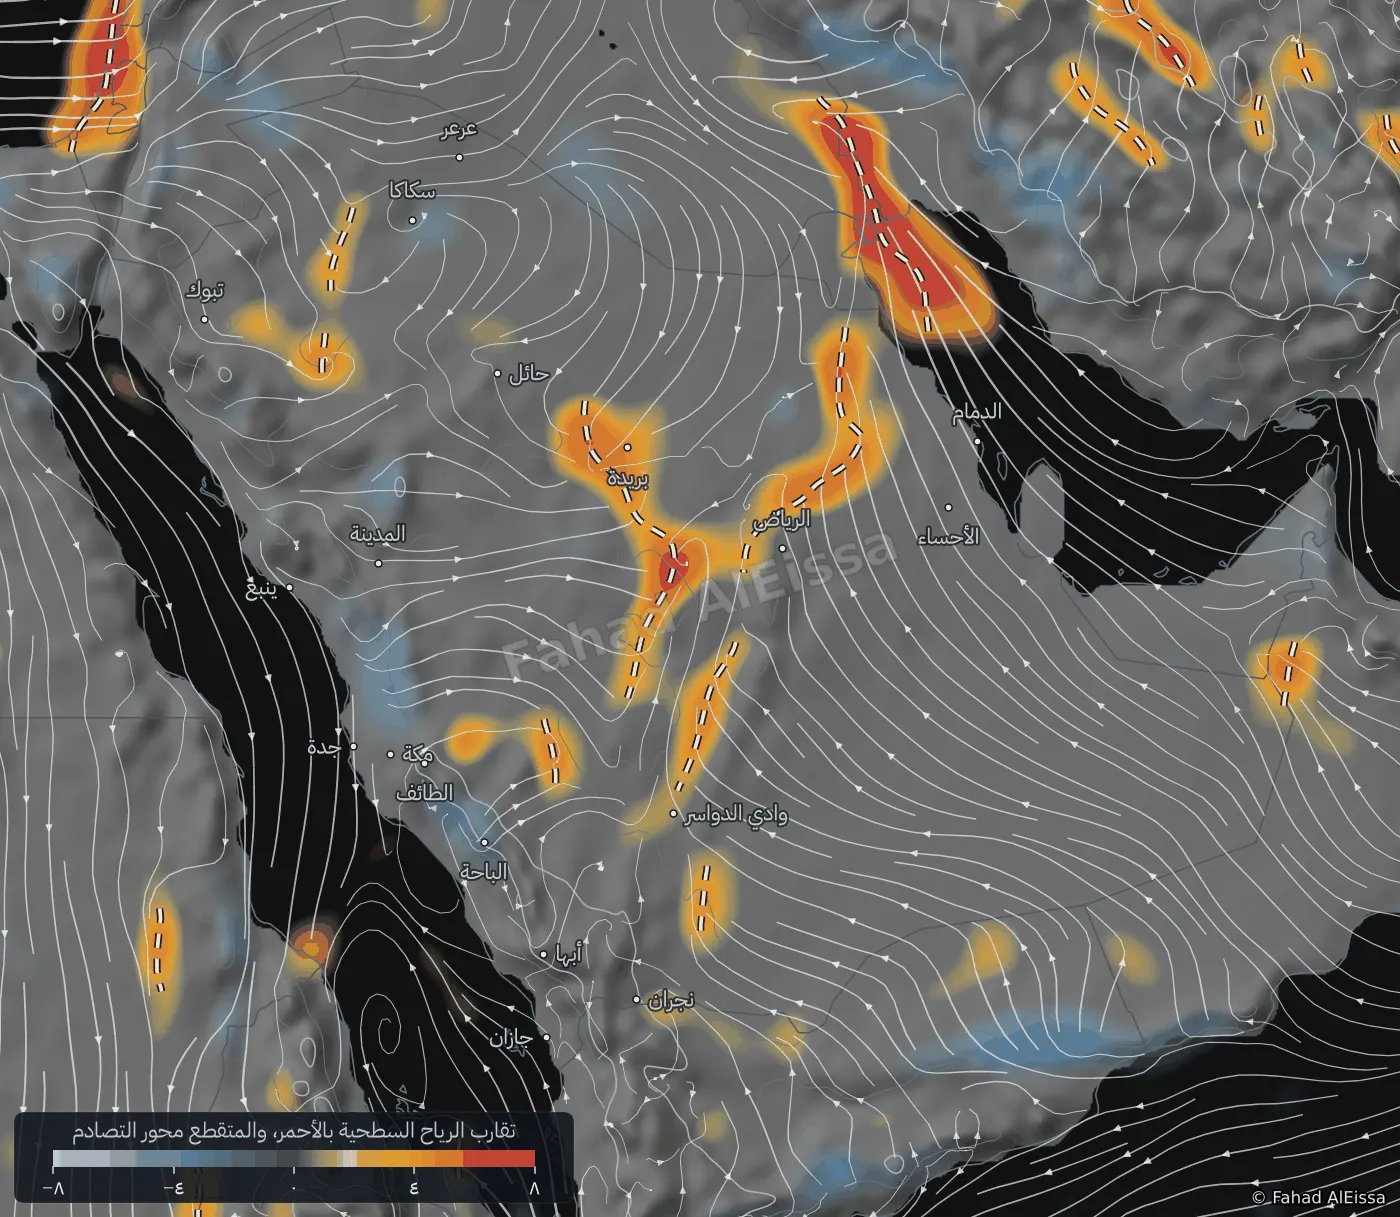 عرعر
سكاكا
تبوك
حائل
الدمام
بريدة
الرياض
الأحساء
المدينة
ينبع
Fahad AlEissa
جدة
مكة
الطائف
وادي الدواسر
الباحة
أبها
نجران
جازان
تقارب الرياح السطحية بالأحمر، والمتقطع محور التصادم
−٨ −٤ ٠ ٤ ٨
© Fahad AlEissa